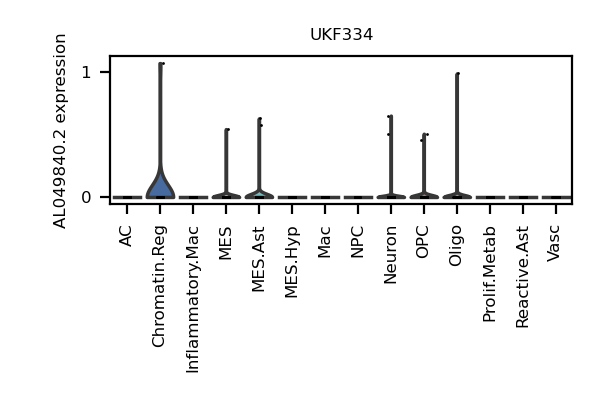 UKF334
AL049840.2 expression
1
0
AC
Chromatin.Reg
Inflammatory.Mac
MES
MES.Ast
MES.Hyp
Mac
NPC
Neuron
OPC
Oligo
Prolif.Metab
Reactive.Ast
Vasc